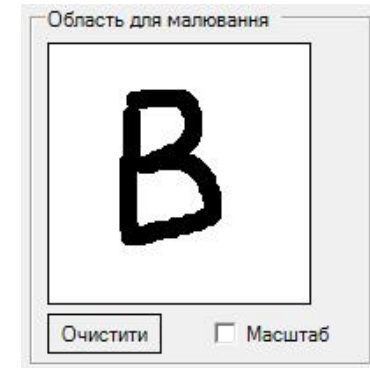 Область для малювання
В
Очистити
Масштаб